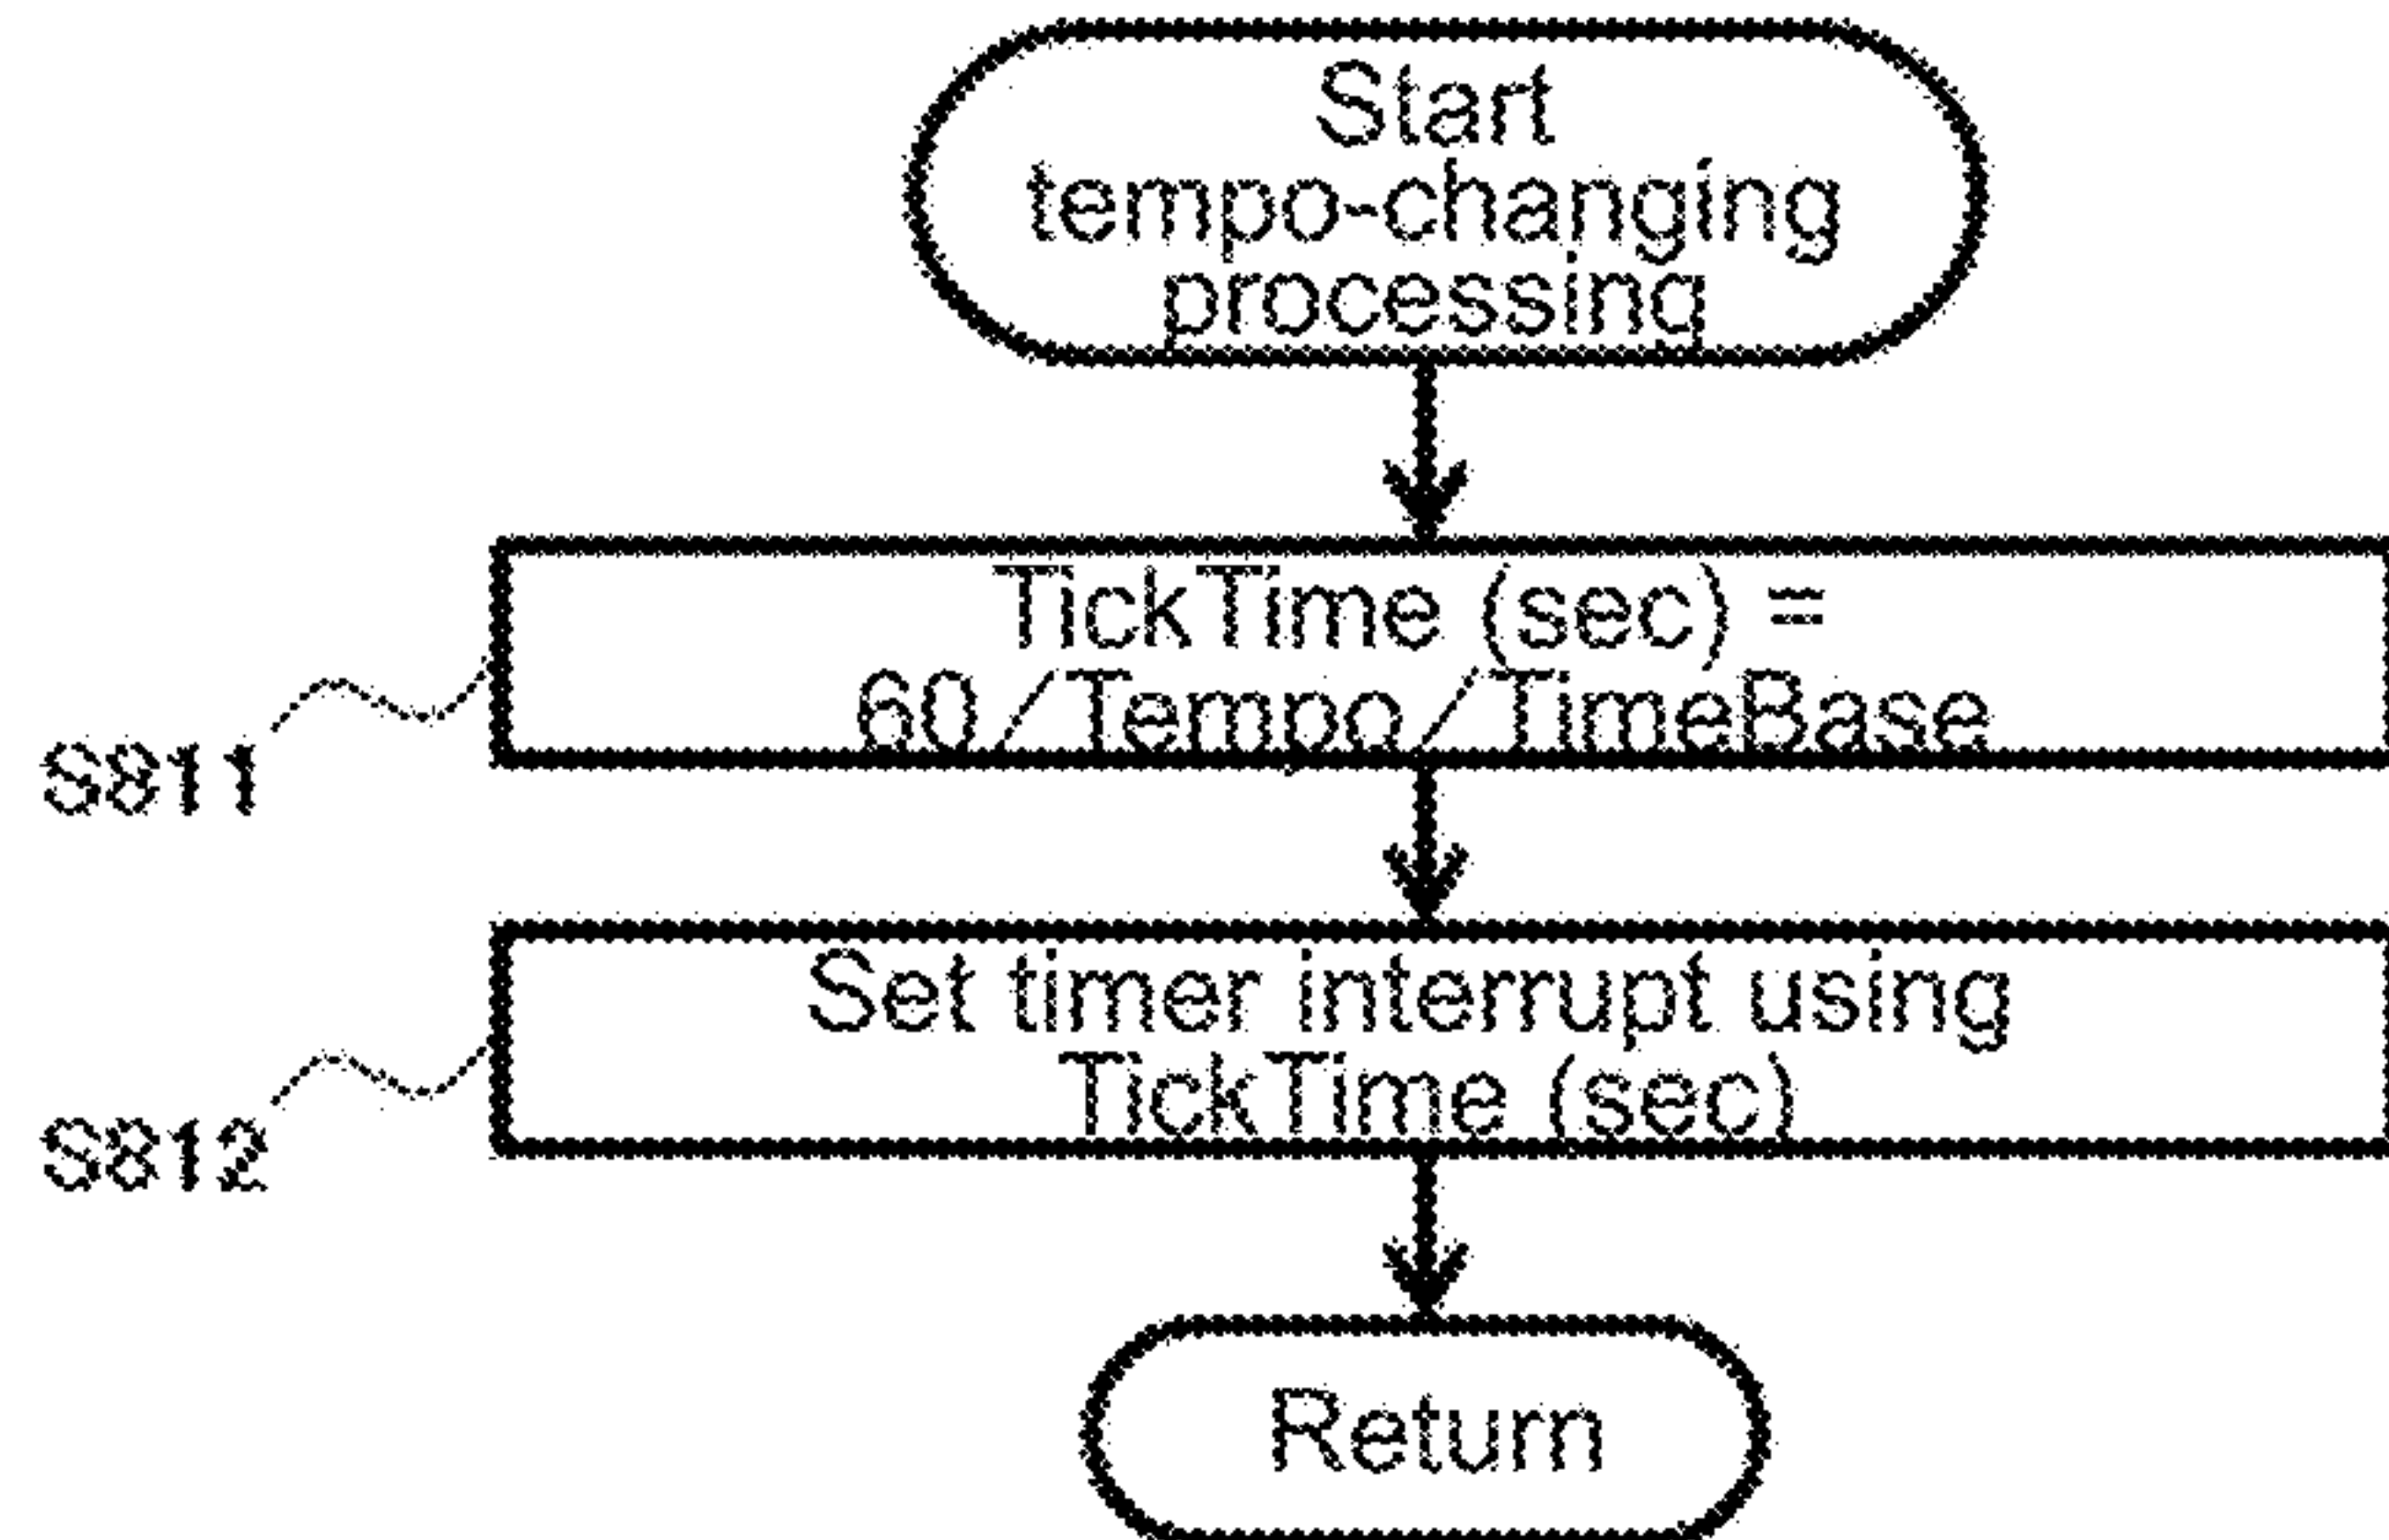 Start
tempo-changing
processing
TickTime (sec) =
60/Tempo/TimeBase
S811
Set timer interrupt using
TickTime (sec)
S812
Return